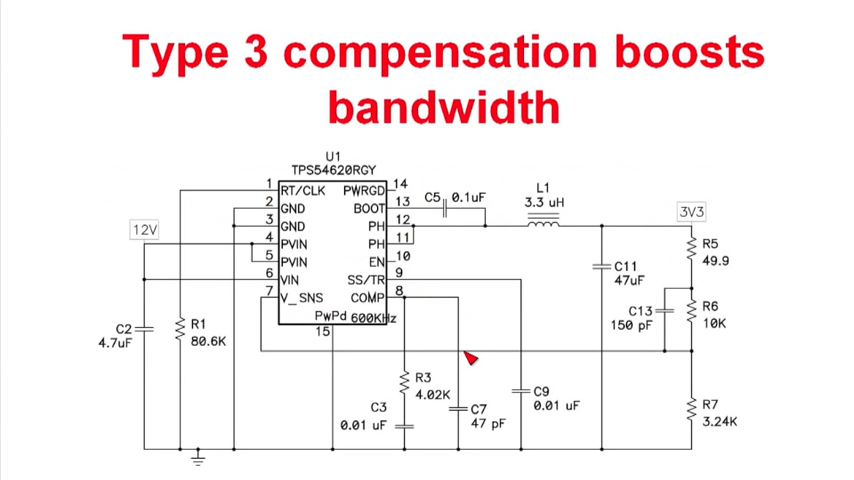 Type 3 compensation boosts
bandwidth
U1
TPS54620RGY
1 RT/CLK PWRGD 14
2 GND BOOT 13
3 GND PH 12
4 PVIN PH 11
5 PVIN EN 10
6 VIN SS/TR 9
7 V_SNS COMP 8
PwPd 600KHz
15
C5 0.1uF
L1
3.3 uH
3V3
12V
R5
49.9
C11
47uF
C13
150 pF
R6
10K
C2
4.7uF
R1
80.6K
R3
4.02K
C3
0.01 uF
C7
47 pF
C9
0.01 uF
R7
3.24K